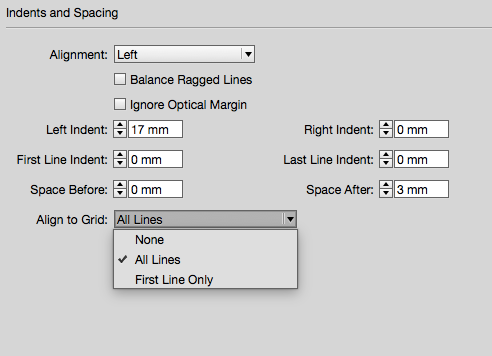 Indents and Spacing
Alignment: Left
Balance Ragged Lines
Ignore Optical Margin
Left Indent: 17 mm Right Indent: 0 mm
First Line Indent: 0 mm Last Line Indent: 0 mm
Space Before: 0 mm Space After: 3 mm
Align to Grid: All Lines
None
All Lines
First Line Only